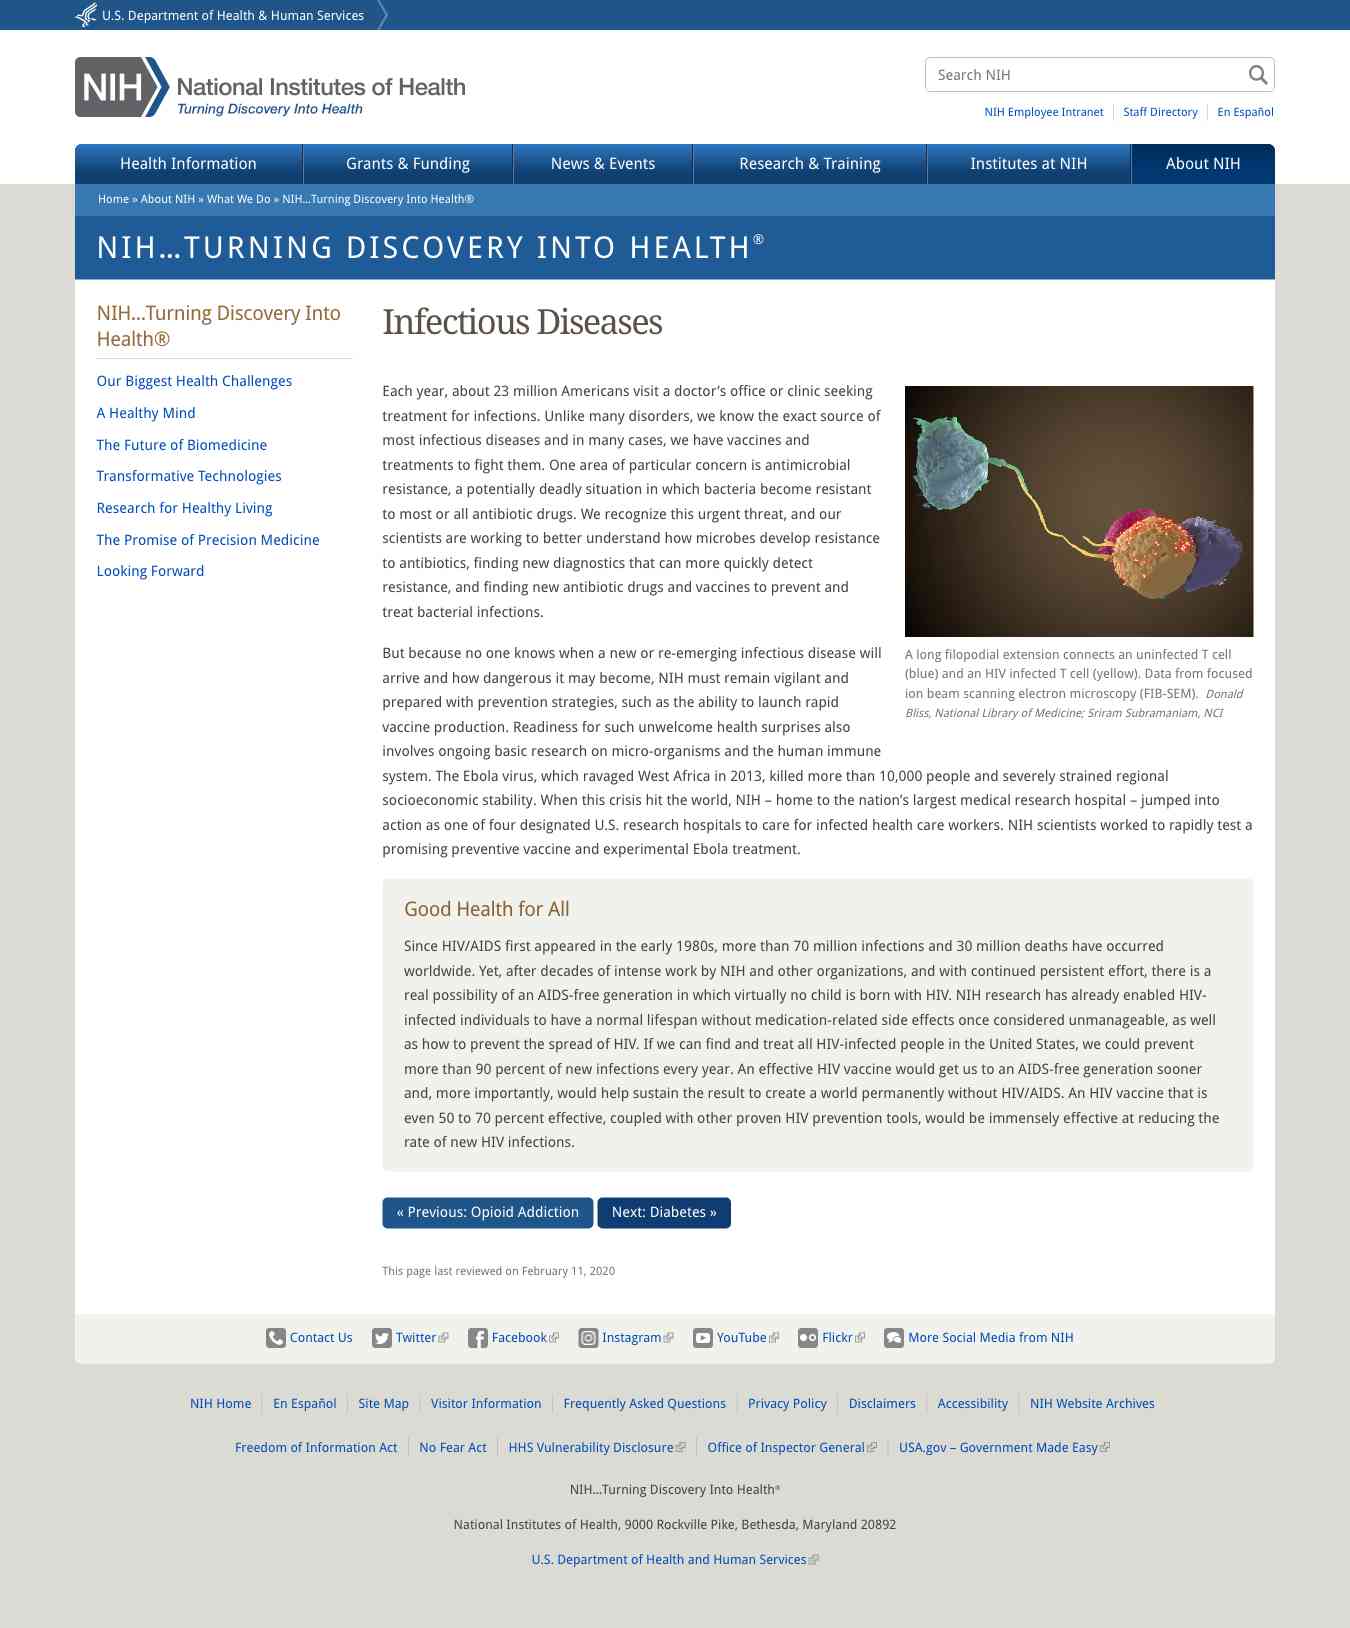 U.S. Department of Health & Human Services
NIH National Institutes of Health
Turning Discovery Into Health
Search NIH
NIH Employee Intranet
Staff Directory
En Español
Health Information
Grants & Funding
News & Events
Research & Training
Institutes at NIH
About NIH
Home » About NIH » What We Do » NIH...Turning Discovery Into Health®
NIH…TURNING DISCOVERY INTO HEALTH®
NIH…Turning Discovery Into
Health®
Our Biggest Health Challenges
A Healthy Mind
The Future of Biomedicine
Transformative Technologies
Research for Healthy Living
The Promise of Precision Medicine
Looking Forward
Infectious Diseases
Each year, about 23 million Americans visit a doctor’s office or clinic seeking
treatment for infections. Unlike many disorders, we know the exact source of
most infectious diseases and in many cases, we have vaccines and
treatments to fight them. One area of particular concern is antimicrobial
resistance, a potentially deadly situation in which bacteria become resistant
to most or all antibiotic drugs. We recognize this urgent threat, and our
scientists are working to better understand how microbes develop resistance
to antibiotics, finding new diagnostics that can more quickly detect
resistance, and finding new antibiotic drugs and vaccines to prevent and
treat bacterial infections.
A long filopodial extension connects an uninfected T cell
(blue) and an HIV infected T cell (yellow). Data from focused
ion beam scanning electron microscopy (FIB-SEM). Donald
Bliss, National Library of Medicine; Sriram Subramaniam, NCI
But because no one knows when a new or re-emerging infectious disease will
arrive and how dangerous it may become, NIH must remain vigilant and
prepared with prevention strategies, such as the ability to launch rapid
vaccine production. Readiness for such unwelcome health surprises also
involves ongoing basic research on micro-organisms and the human immune
system. The Ebola virus, which ravaged West Africa in 2013, killed more than 10,000 people and severely strained regional
socioeconomic stability. When this crisis hit the world, NIH – home to the nation’s largest medical research hospital – jumped into
action as one of four designated U.S. research hospitals to care for infected health care workers. NIH scientists worked to rapidly test a
promising preventive vaccine and experimental Ebola treatment.
Good Health for All
Since HIV/AIDS first appeared in the early 1980s, more than 70 million infections and 30 million deaths have occurred
worldwide. Yet, after decades of intense work by NIH and other organizations, and with continued persistent effort, there is a
real possibility of an AIDS-free generation in which virtually no child is born with HIV. NIH research has already enabled HIV-
infected individuals to have a normal lifespan without medication-related side effects once considered unmanageable, as well
as how to prevent the spread of HIV. If we can find and treat all HIV-infected people in the United States, we could prevent
more than 90 percent of new infections every year. An effective HIV vaccine would get us to an AIDS-free generation sooner
and, more importantly, would help sustain the result to create a world permanently without HIV/AIDS. An HIV vaccine that is
even 50 to 70 percent effective, coupled with other proven HIV prevention tools, would be immensely effective at reducing the
rate of new HIV infections.
« Previous: Opioid Addiction
Next: Diabetes »
This page last reviewed on February 11, 2020
Contact Us
Twitter
Facebook
Instagram
YouTube
Flickr
More Social Media from NIH
NIH Home
En Español
Site Map
Visitor Information
Frequently Asked Questions
Privacy Policy
Disclaimers
Accessibility
NIH Website Archives
Freedom of Information Act
No Fear Act
HHS Vulnerability Disclosure
Office of Inspector General
USA.gov – Government Made Easy
NIH…Turning Discovery Into Health®
National Institutes of Health, 9000 Rockville Pike, Bethesda, Maryland 20892
U.S. Department of Health and Human Services